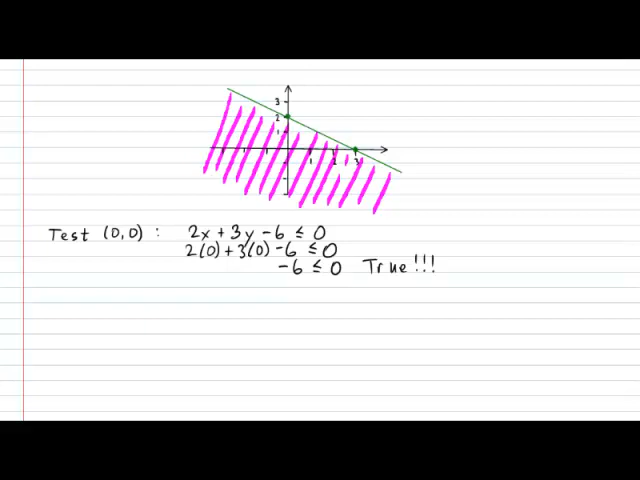 3
2
1
1 2 3
Test (0,0) : 2x + 3y - 6 ≤ 0
2(0) + 3(0) - 6 ≤ 0
-6 ≤ 0 True!!!